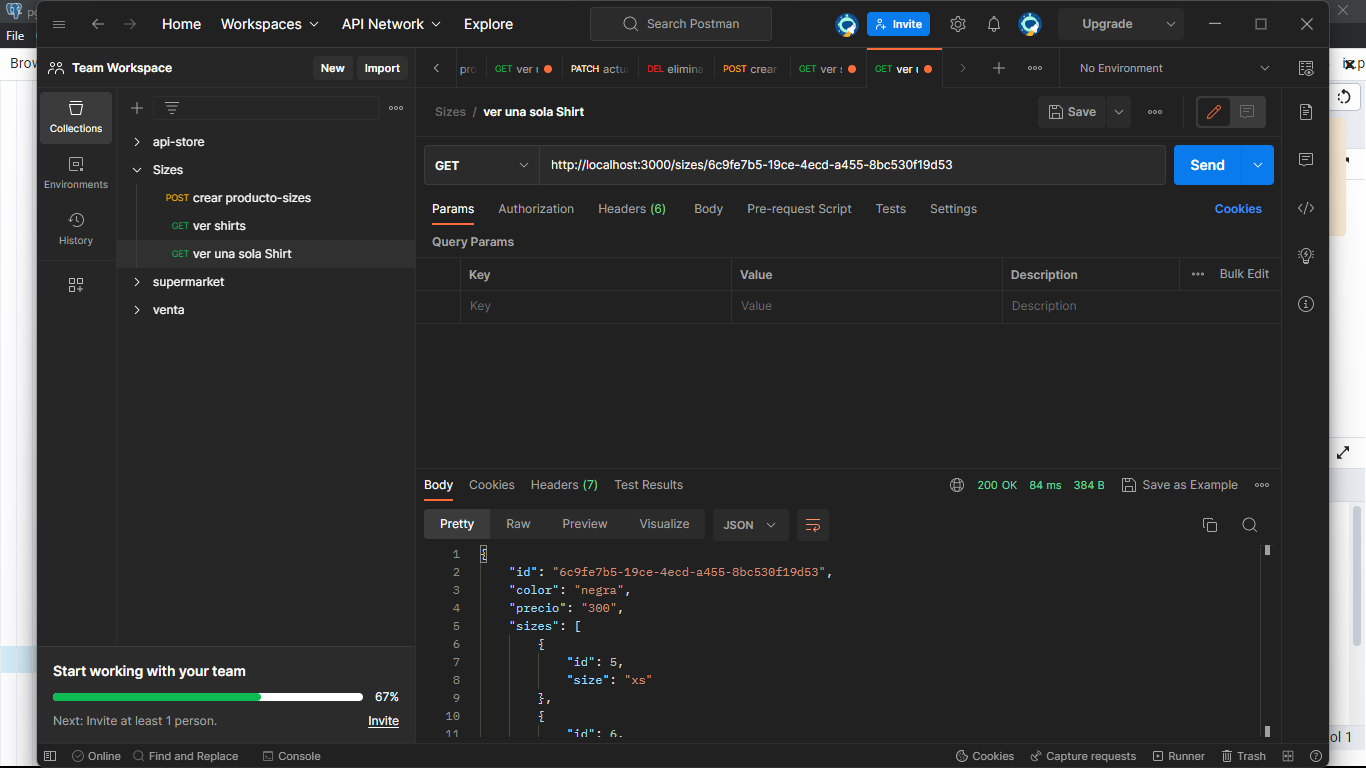 File
Home Workspaces API Network Explore Search Postman Invite Upgrade
Brow
Team Workspace New Import
GET ver PATCH actu DEL elimina POST crear GET ver GET ver No Environment
Collections
Environments
History
api-store
Sizes
POST crear producto-sizes
GET ver shirts
GET ver una sola Shirt
supermarket
venta
Sizes / ver una sola Shirt Save
GET http://localhost:3000/sizes/6c9fe7b5-19ce-4ecd-a455-8bc530f19d53 Send
Params Authorization Headers (6) Body Pre-request Script Tests Settings Cookies
Query Params
Key Value Description Bulk Edit
Key Value Description
Body Cookies Headers (7) Test Results 200 OK 84 ms 384 B Save as Example
Pretty Raw Preview Visualize JSON
1 {
2 "id": "6c9fe7b5-19ce-4ecd-a455-8bc530f19d53",
3 "color": "negra",
4 "precio": "300",
5 "sizes": [
6 {
7 "id": 5,
8 "size": "xs"
9 },
10 {
11 "id": 6,
Start working with your team
67%
Next: Invite at least 1 person. Invite
Online Find and Replace Console Cookies Capture requests Runner Trash
ol 1